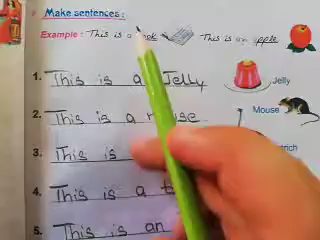 Make sentences:
Example: This is a book This is an apple
1. This is a Jelly Jelly
2. This is a mouse Mouse
3. This is
4. This is a
5. This is an